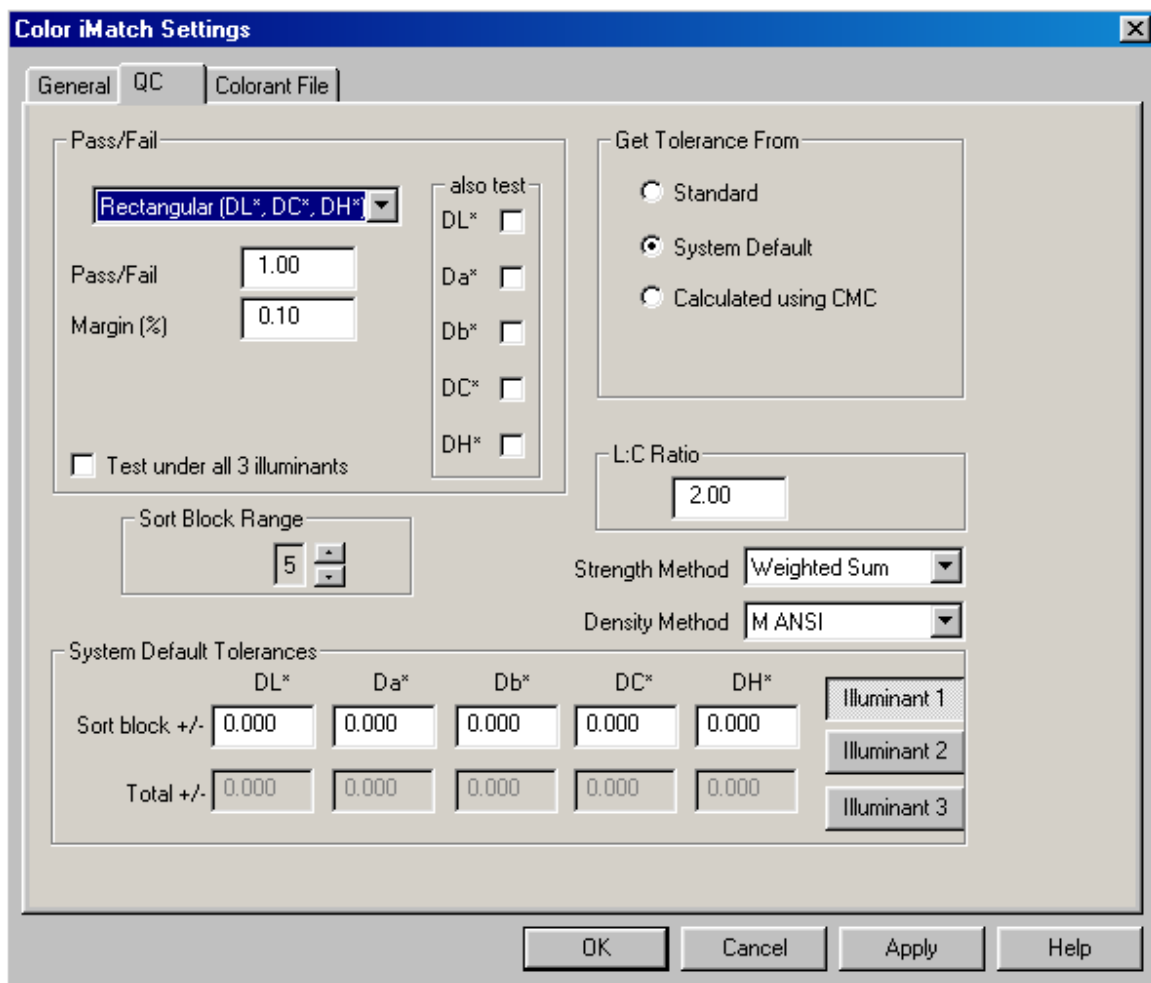 Color iMatch Settings
General QC Colorant File
Pass/Fail
Rectangular (DL*, DC*, DH*)
Pass/Fail 1.00
Margin (%) 0.10
also test
DL*
Da*
Db*
DC*
DH*
Test under all 3 illuminants
Get Tolerance From
Standard
System Default
Calculated using CMC
L:C Ratio
2.00
Sort Block Range
5
Strength Method Weighted Sum
Density Method M ANSI
System Default Tolerances
DL* Da* Db* DC* DH*
Sort block +/- 0.000 0.000 0.000 0.000 0.000
Total +/- 0.000 0.000 0.000 0.000 0.000
Illuminant 1
Illuminant 2
Illuminant 3
OK Cancel Apply Help